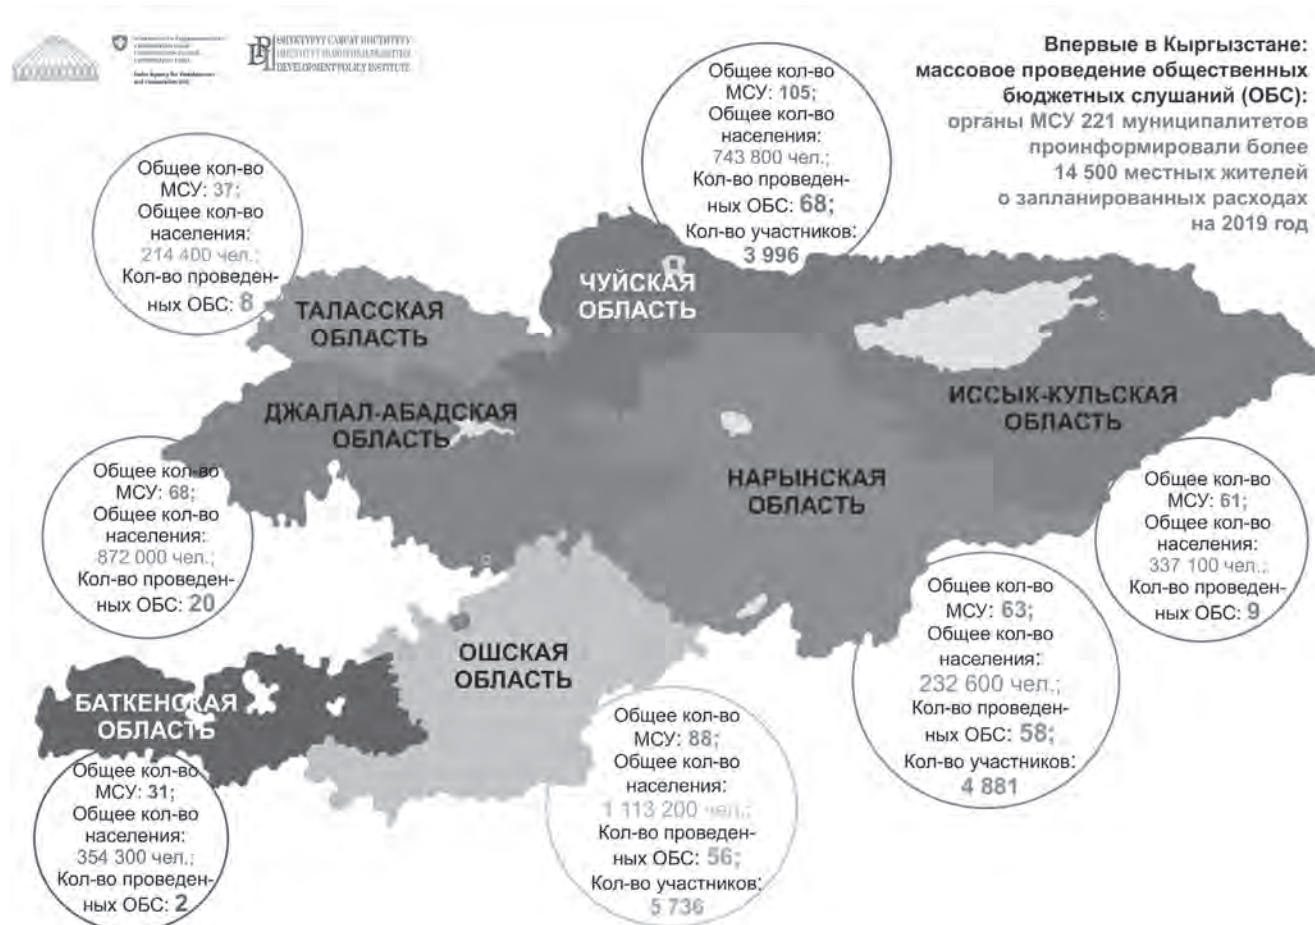 ӨНҮКТҮРҮҮ САЯСАТ ИНСТИТУТУ
DEVELOPMENT POLICY INSTITUTE
Впервые в Кыргызстане:
массовое проведение общественных
бюджетных слушаний (ОБС):
органы МСУ 221 муниципалитетов
проинформировали более
14 500 местных жителей
о запланированных расходах
на 2019 год
Общее кол-во
МСУ: 105;
Общее кол-во
населения:
743 800 чел.;
Кол-во проведен-
ных ОБС: 68;
Кол-во участников:
3 996
Общее кол-во
МСУ: 37;
Общее кол-во
населения:
214 400 чел.;
Кол-во проведен-
ных ОБС: 8
ЧУЙСКАЯ
ОБЛАСТЬ
ТАЛАССКАЯ
ОБЛАСТЬ
ДЖАЛАЛ-АБАДСКАЯ
ОБЛАСТЬ
ИССЫК-КУЛЬСКАЯ
ОБЛАСТЬ
НАРЫНСКАЯ
ОБЛАСТЬ
Общее кол-во
МСУ: 68;
Общее кол-во
населения:
872 000 чел.;
Кол-во проведен-
ных ОБС: 20
Общее кол-во
МСУ: 61;
Общее кол-во
населения:
337 100 чел.;
Кол-во проведен-
ных ОБС: 9
Общее кол-во
МСУ: 63;
Общее кол-во
населения:
232 600 чел.;
Кол-во проведен-
ных ОБС: 58;
Кол-во участников:
4 881
ОШСКАЯ
ОБЛАСТЬ
БАТКЕНСКАЯ
ОБЛАСТЬ
Общее кол-во
МСУ: 88;
Общее кол-во
населения:
1 113 200 чел.;
Кол-во проведен-
ных ОБС: 56;
Кол-во участников:
5 736
Общее кол-во
МСУ: 31;
Общее кол-во
населения:
354 300 чел.;
Кол-во проведен-
ных ОБС: 2